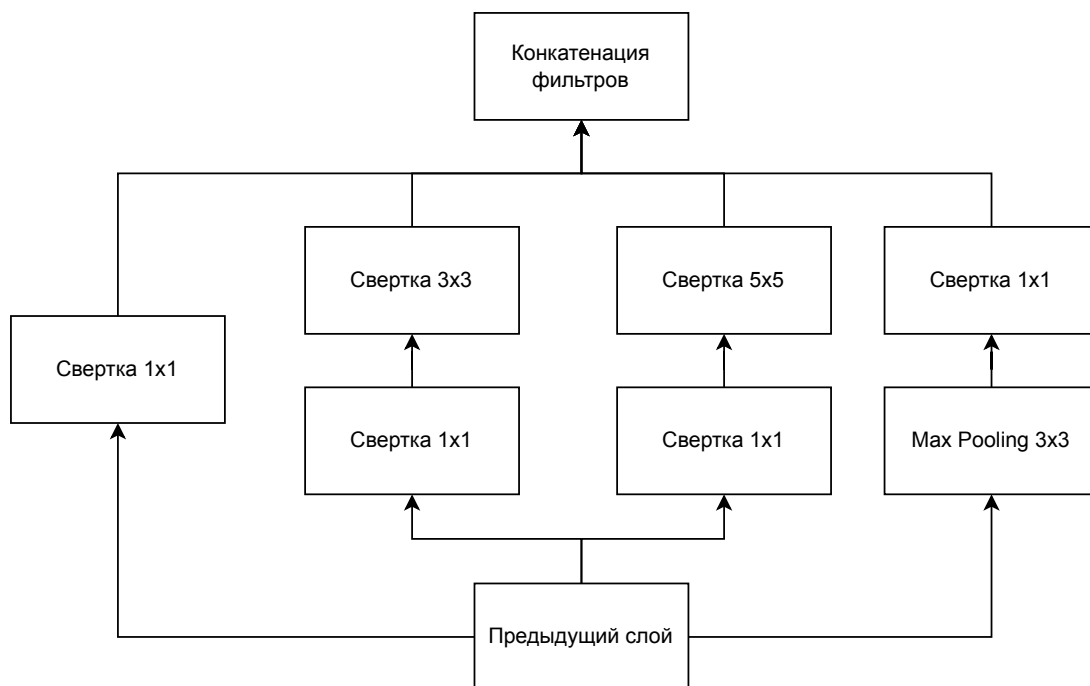 Конкатенация
фильтров
Свертка 3x3
Свертка 5x5
Свертка 1x1
Свертка 1x1
Свертка 1x1
Свертка 1x1
Max Pooling 3x3
Предыдущий слой